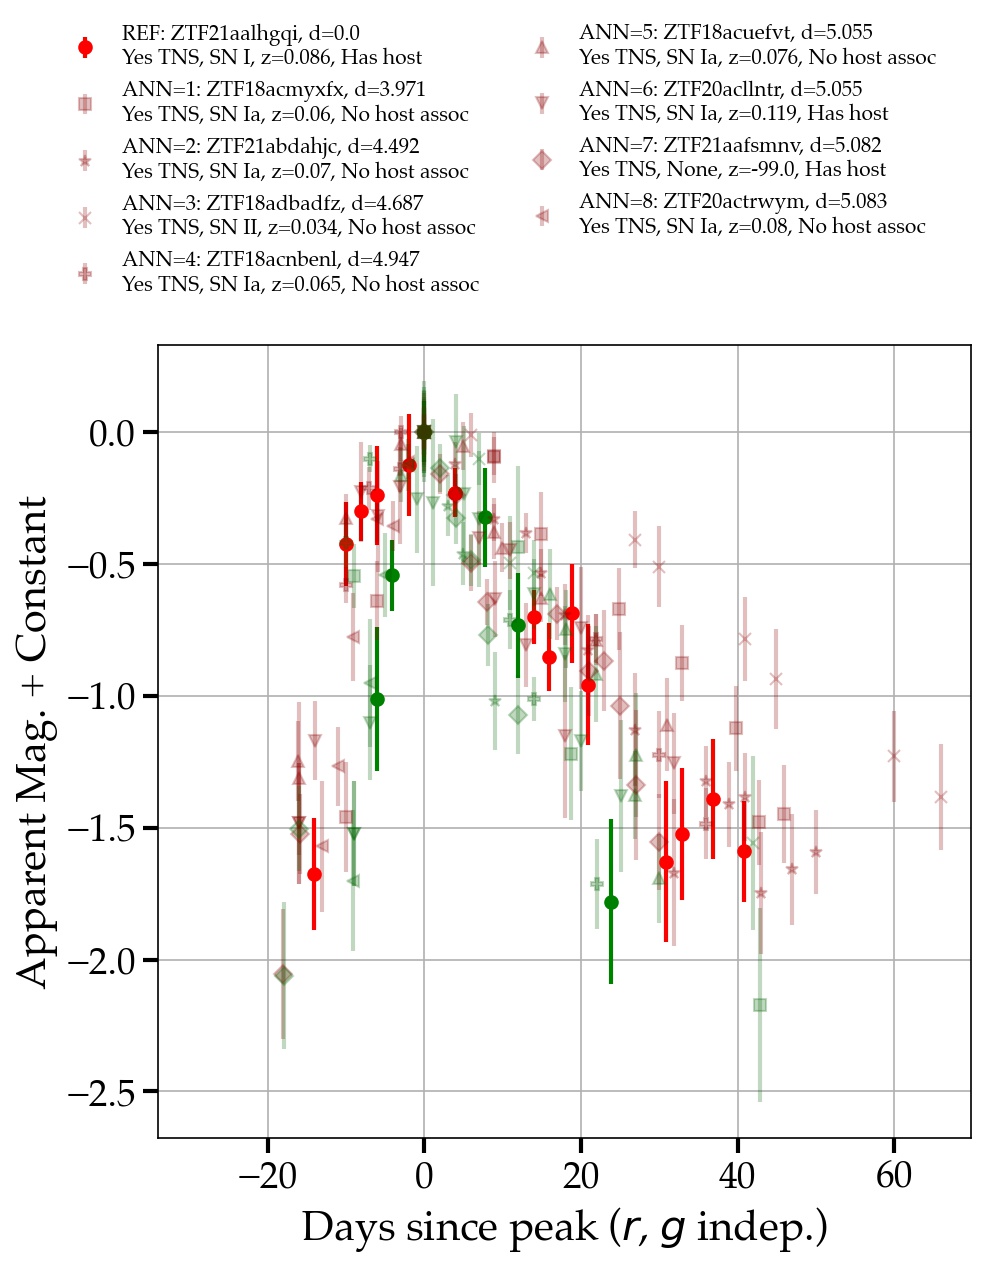 REF: ZTF21aalhgqi, d=0.0
Yes TNS, SN I, z=0.086, Has host
ANN=1: ZTF18acmyxfx, d=3.971
Yes TNS, SN Ia, z=0.06, No host assoc
ANN=2: ZTF21abdahjc, d=4.492
Yes TNS, SN Ia, z=0.07, No host assoc
ANN=3: ZTF18adbadfz, d=4.687
Yes TNS, SN II, z=0.034, No host assoc
ANN=4: ZTF18acnbenl, d=4.947
Yes TNS, SN Ia, z=0.065, No host assoc
ANN=5: ZTF18acuefvt, d=5.055
Yes TNS, SN Ia, z=0.076, No host assoc
ANN=6: ZTF20acllntr, d=5.055
Yes TNS, SN Ia, z=0.119, Has host
ANN=7: ZTF21aafsmnv, d=5.082
Yes TNS, None, z=-99.0, Has host
ANN=8: ZTF20actrwym, d=5.083
Yes TNS, SN Ia, z=0.08, No host assoc
Apparent Mag. + Constant
0.0
−0.5
−1.0
−1.5
−2.0
−2.5
−20
0
20
40
60
Days since peak (r, g indep.)